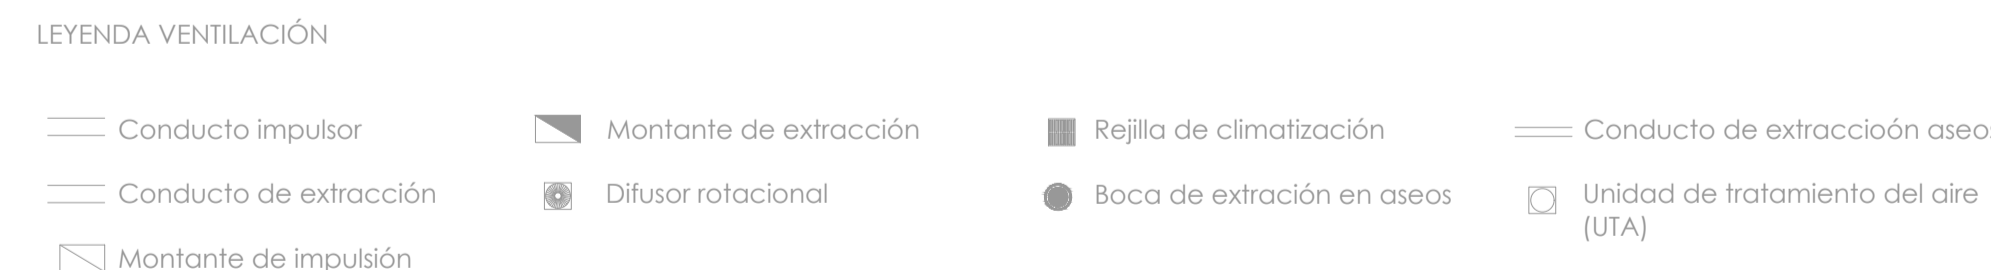 LEYENDA VENTILACIÓN
Conducto impulsor
Conducto de extracción
Montante de impulsión
Montante de extracción
Difusor rotacional
Rejilla de climatización
Boca de extración en aseos
Conducto de extraccioón aseos
Unidad de tratamiento del aire
(UTA)